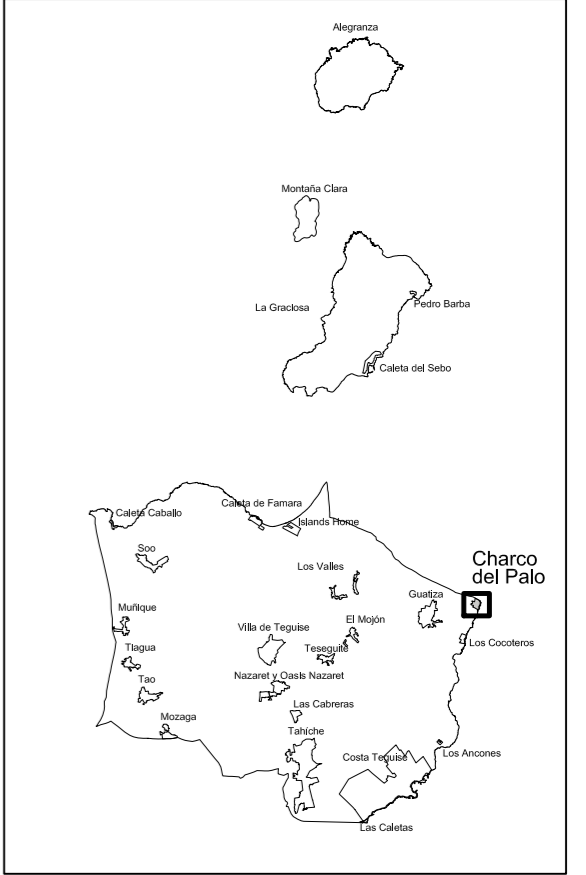 Alegranza
Montaña Clara
La Graciosa
Pedro Barba
Caleta del Sebo
Caleta de Famara
Caleta Caballo
Islands Home
Soo
Charco
del Palo
Los Valles
Guatiza
Muñique
El Mojón
Villa de Teguise
Los Cocoteros
Tiagua
Teseguite
Nazaret y Oasis Nazaret
Tao
Las Cabreras
Mozaga
Tahíche
Costa Teguise
Los Ancones
Las Caletas